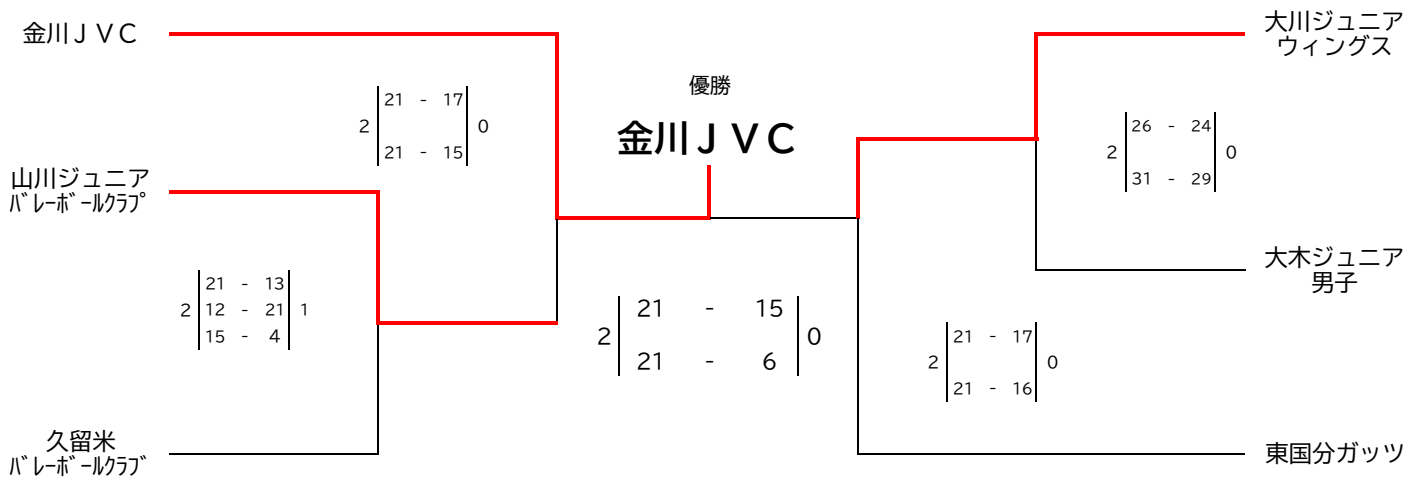 金川ＪＶＣ
大川ジュニア
ウィングス
優勝
金川ＪＶＣ
21 - 17
2 0
21 - 15
26 - 24
2 0
31 - 29
山川ジュニア
ﾊﾞﾚｰﾎﾞｰﾙｸﾗﾌﾟ
大木ジュニア
男子
21 - 13
2 12 - 21 1
15 - 4
21 - 15
2 0
21 - 6
21 - 17
2 0
21 - 16
久留米
ﾊﾞﾚｰﾎﾞｰﾙｸﾗﾌﾞ
東国分ガッツ